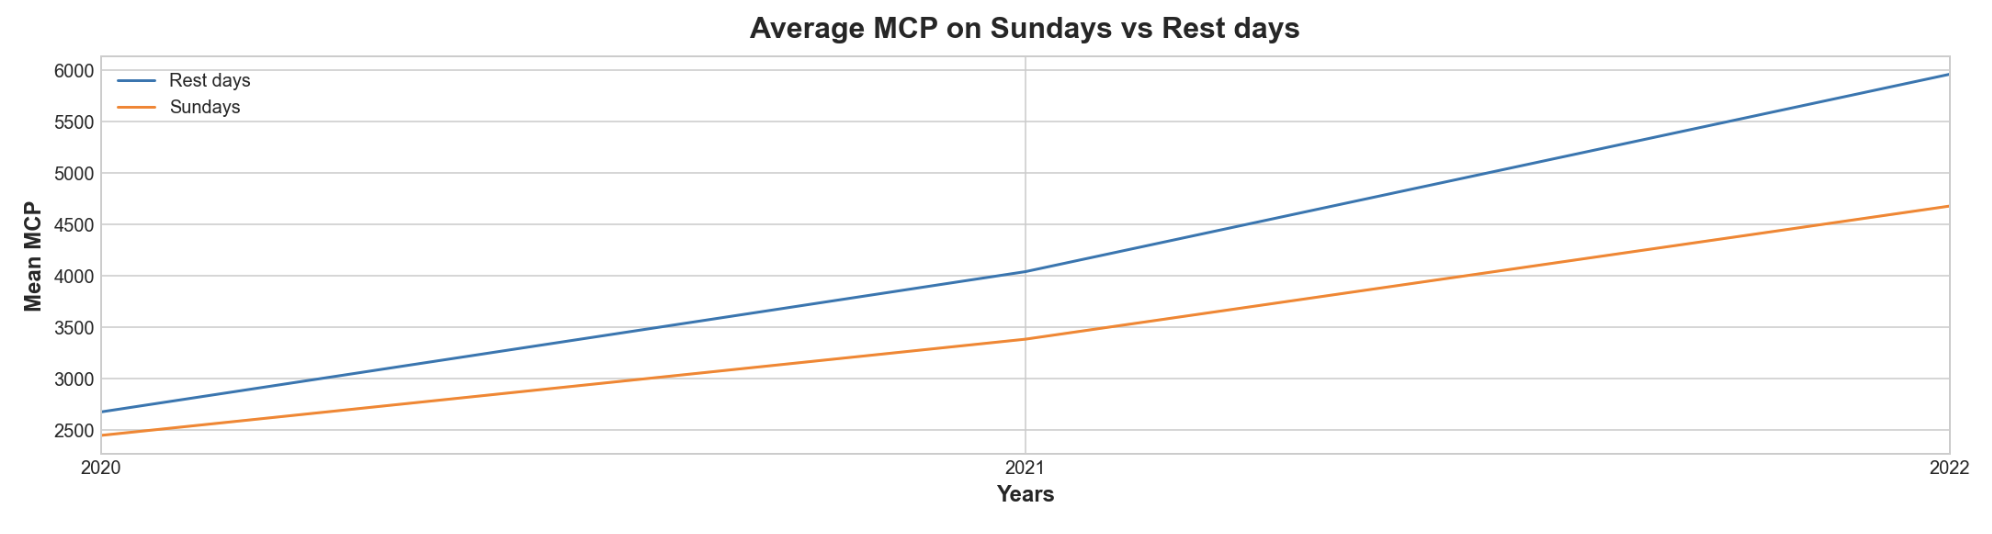 Average MCP on Sundays vs Rest days
Rest days
Sundays
6000
5500
5000
4500
4000
3500
3000
2500
Mean MCP
2020 2021 2022
Years